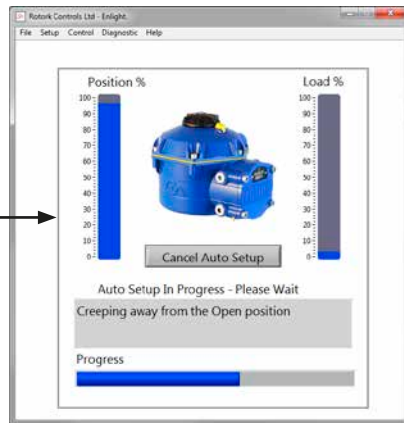 Rotork Controls Ltd - Enlight.
File Setup Control Diagnostic Help
Position %
Load %
100
90
80
70
60
50
40
30
20
10
0
100
90
80
70
60
50
40
30
20
10
0
Cancel Auto Setup
Auto Setup In Progress - Please Wait
Creeping away from the Open position
Progress